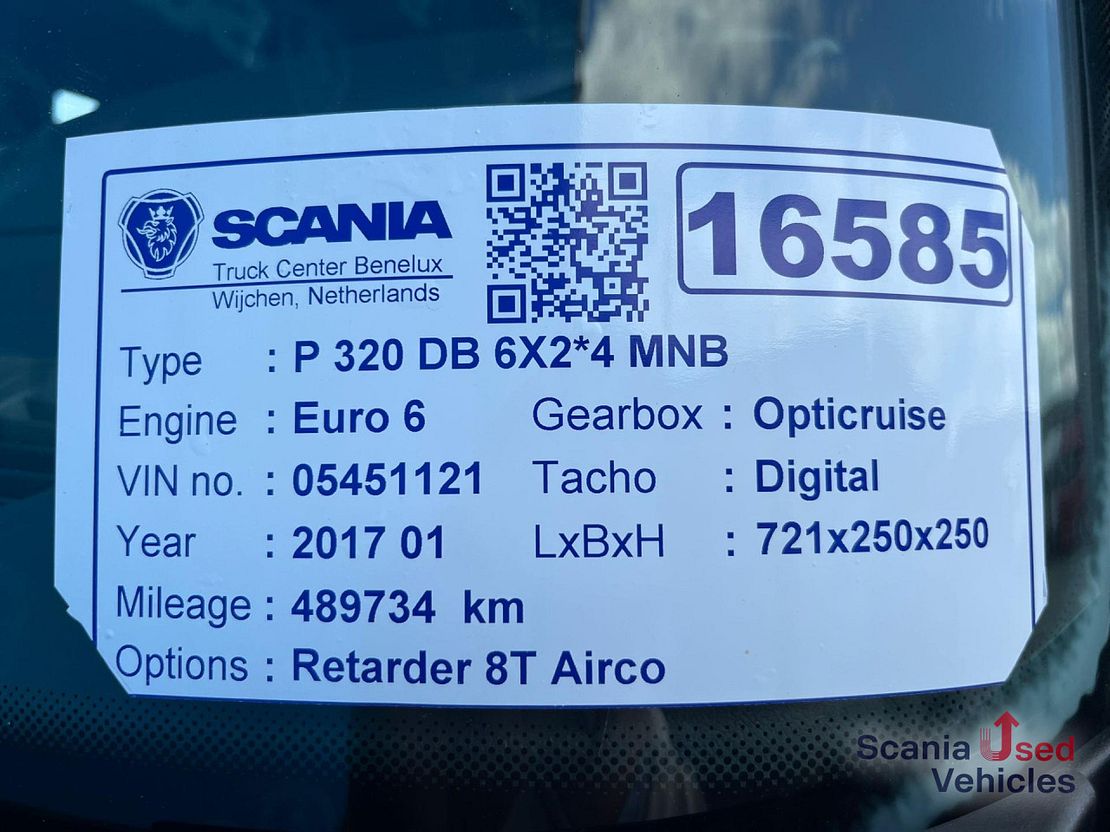 SCANIA
Truck Center Benelux
Wijchen, Netherlands
16585
Type : P 320 DB 6X2*4 MNB
Engine : Euro 6 Gearbox : Opticruise
VIN no. : 05451121 Tacho : Digital
Year : 2017 01 LxBxH : 721x250x250
Mileage : 489734 km
Options : Retarder 8T Airco
Scania Used
Vehicles